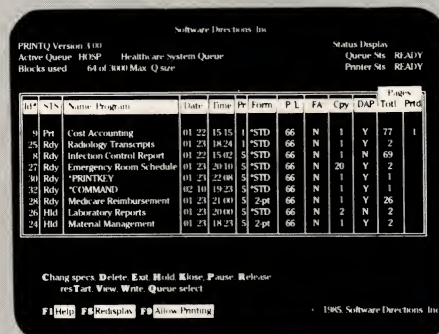 Software Directions Inc
PRINTQ Version 3.00 Status Display
Active Queue HOSP Healthcare System Queue Queue Sts READY
Blocks used 64 of 3000 Max Q size Printer Sts READY
Pages
Id# STS Name/Program Date Time Pr Form P L FA Cpy DAP Totl Prtd
9 Prt Cost Accounting 01 22 15 15 1 *STD 66 N 1 Y 77 1
25 Rdy Radiology Transcripts 01 23 18 24 1 *STD 66 N 1 Y 2
8 Rdy Infection Control Report 01 22 15 02 5 *STD 66 N 1 N 69
27 Rdy Emergency Room Schedule 01 23 20 10 5 *STD 66 N 20 Y 2
30 Rdy *PRINTKEY 01 23 22 08 5 *STD 66 N 1 Y 1
32 Rdy *COMMAND 02 10 19 23 5 *STD 66 N 1 Y 1
28 Rdy Medicare Reimbursement 01 23 21 00 5 2-pt 66 N 1 Y 26
26 Hld Laboratory Reports 01 23 20 00 5 *STD 66 N 2 N 2
24 Hld Material Management 01 23 18 23 5 2-pt 66 N 1 Y 2
Chang specs, Delete, Exit, Hold, Klose, Pause, Release
resTart, View, Write, Queue select
F1 Help F8 Redisplay F9 Allow Printing 1985, Software Directions Inc